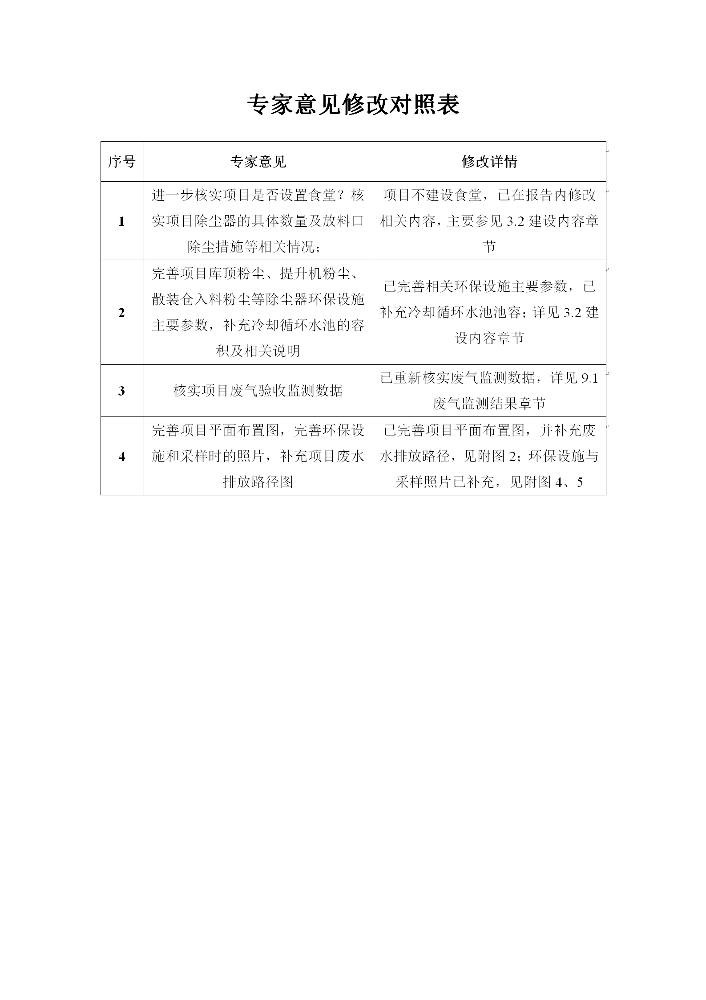 专家意见修改对照表
序号
专家意见
修改详情
1
进一步核实项目是否设置食堂？核
实项目除尘器的具体数量及放料口
除尘措施等相关情况；
项目不建设食堂，已在报告内修改
相关内容，主要参见 3.2 建设内容章
节
2
完善项目库顶粉尘、提升机粉尘、
散装仓入料粉尘等除尘器环保设施
主要参数，补充冷却循环水池的容
积及相关说明
已完善相关环保设施主要参数，已
补充冷却循环水池池容；详见 3.2 建
设内容章节
3
核实项目废气验收监测数据
已重新核实废气监测数据，详见 9.1
废气监测结果章节
4
完善项目平面布置图，完善环保设
施和采样时的照片，补充项目废水
排放路径图
已完善项目平面布置图，并补充废
水排放路径，见附图 2；环保设施与
采样照片已补充，见附图 4、5